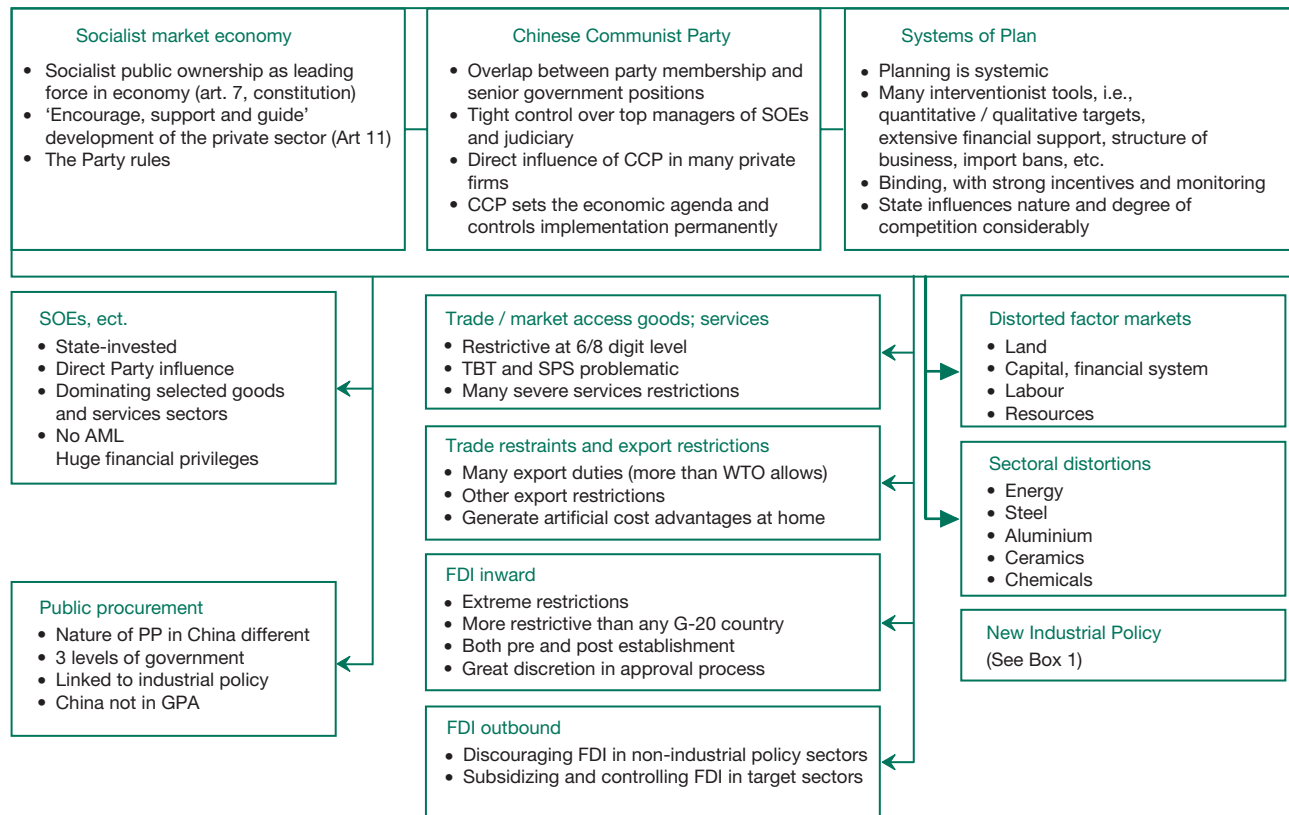 Socialist market economy
• Socialist public ownership as leading
force in economy (art. 7, constitution)
• ‘Encourage, support and guide’
development of the private sector (Art 11)
• The Party rules
Chinese Communist Party
• Overlap between party membership and
senior government positions
• Tight control over top managers of SOEs
and judiciary
• Direct influence of CCP in many private
firms
• CCP sets the economic agenda and
controls implementation permanently
Systems of Plan
• Planning is systemic
• Many interventionist tools, i.e.,
quantitative / qualitative targets,
extensive financial support, structure of
business, import bans, etc.
• Binding, with strong incentives and monitoring
• State influences nature and degree of
competition considerably
SOEs, ect.
• State-invested
• Direct Party influence
• Dominating selected goods
and services sectors
• No AML
Huge financial privileges
Public procurement
• Nature of PP in China different
• 3 levels of government
• Linked to industrial policy
• China not in GPA
Trade / market access goods; services
• Restrictive at 6/8 digit level
• TBT and SPS problematic
• Many severe services restrictions
Trade restraints and export restrictions
• Many export duties (more than WTO allows)
• Other export restrictions
• Generate artificial cost advantages at home
FDI inward
• Extreme restrictions
• More restrictive than any G-20 country
• Both pre and post establishment
• Great discretion in approval process
FDI outbound
• Discouraging FDI in non-industrial policy sectors
• Subsidizing and controlling FDI in target sectors
Distorted factor markets
• Land
• Capital, financial system
• Labour
• Resources
Sectoral distortions
• Energy
• Steel
• Aluminium
• Ceramics
• Chemicals
New Industrial Policy
(See Box 1)